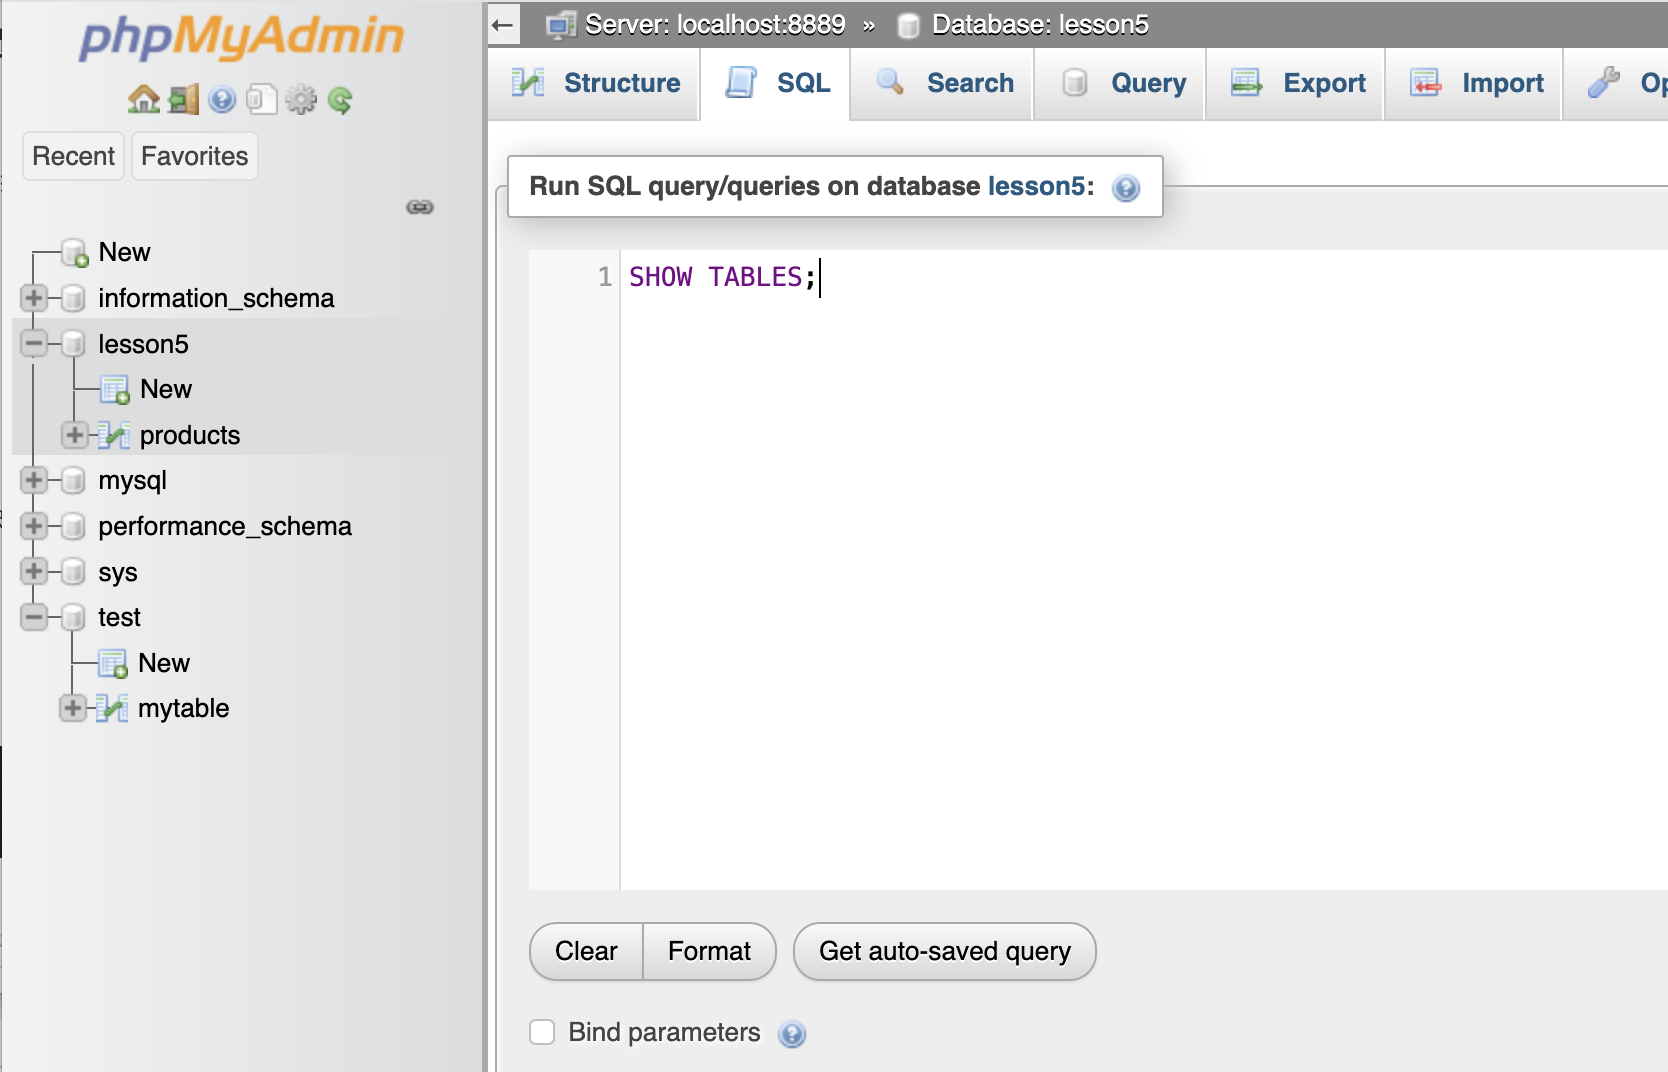 phpMyAdmin
Recent Favorites
New
information_schema
lesson5
New
products
mysql
performance_schema
sys
test
New
mytable
Server: localhost:8889 » Database: lesson5
Structure SQL Search Query Export Import Op
Run SQL query/queries on database lesson5:
1 SHOW TABLES;
Clear Format Get auto-saved query
Bind parameters